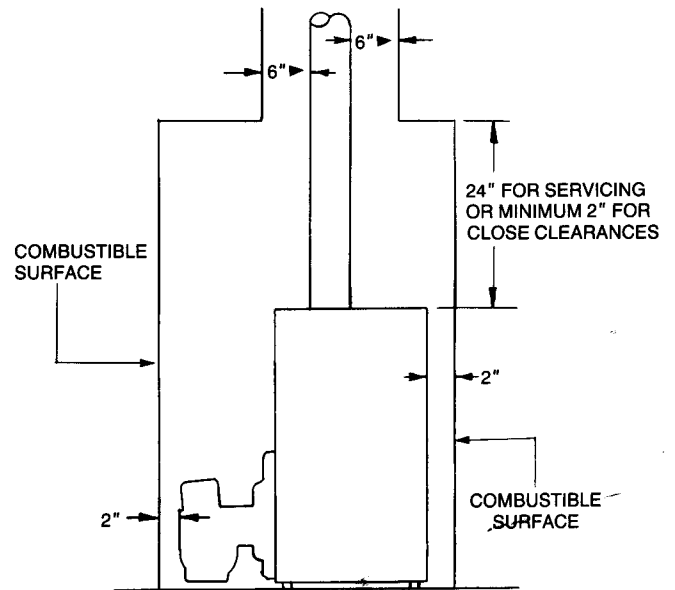 6"
6"
24" FOR SERVICING
OR MINIMUM 2" FOR
CLOSE CLEARANCES
COMBUSTIBLE
SURFACE
2"
COMBUSTIBLE
SURFACE
2"